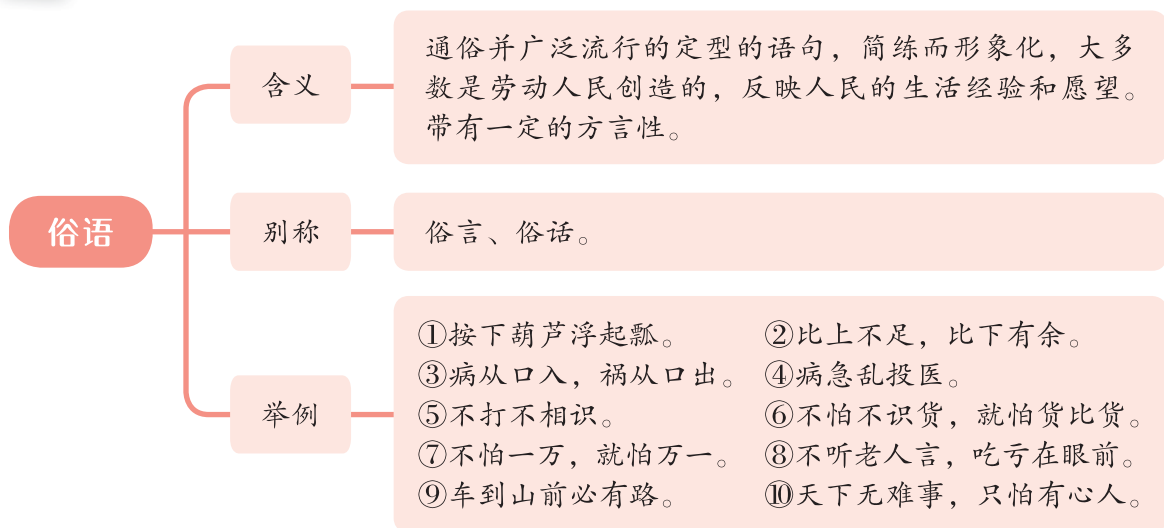 含义
通俗并广泛流行的定型的语句，简练而形象化，大多
数是劳动人民创造的，反映人民的生活经验和愿望。
带有一定的方言性。
俗语
别称
俗言、俗话。
举例
①按下葫芦浮起瓢。 ②比上不足，比下有余。
③病从口入，祸从口出。 ④病急乱投医。
⑤不打不相识。 ⑥不怕不识货，就怕货比货。
⑦不怕一万，就怕万一。 ⑧不听老人言，吃亏在眼前。
⑨车到山前必有路。 ⑩天下无难事，只怕有心人。